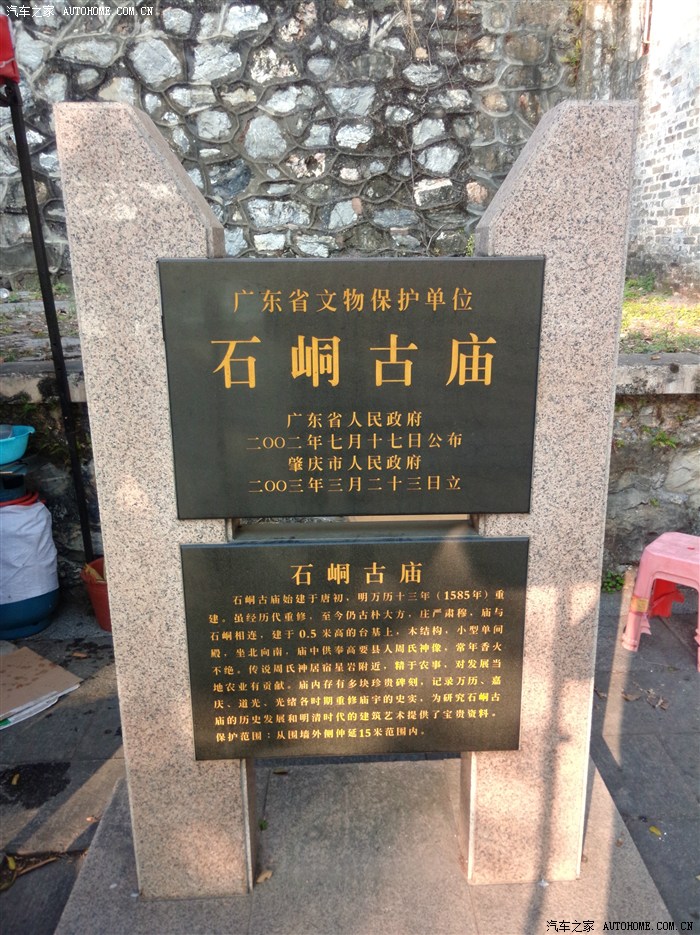 汽车之家 AUTOHOME.COM.CN
汽车之家 AUTOHOME.COM.CN
广东省文物保护单位
石峒古庙
广东省人民政府
二〇〇二年七月十七日公布
肇庆市人民政府
二〇〇三年三月二十三日立
石峒古庙
石峒古庙始建于唐初，明万历十三年（1585年）重
建。虽经历代重修，至今仍古朴大方，庄严肃穆，庙与
石峒相连，建于0.5米高的台基上，木结构，小型单间
殿，坐北向南，庙中供奉高要县人周氏神像，常年香火
不绝。传说周氏神居宿星岩附近，精于农事，对发展当
地农业有贡献。庙内存有多块珍贵碑刻，记录万历、嘉
庆、道光、光绪各时期重修庙宇的史实，为研究石峒古
庙的历史发展和明清时代的建筑艺术提供了宝贵资料。
保护范围：从围墙外侧伸延15米范围内。
汽车之家 AUTOHOME.COM.CN